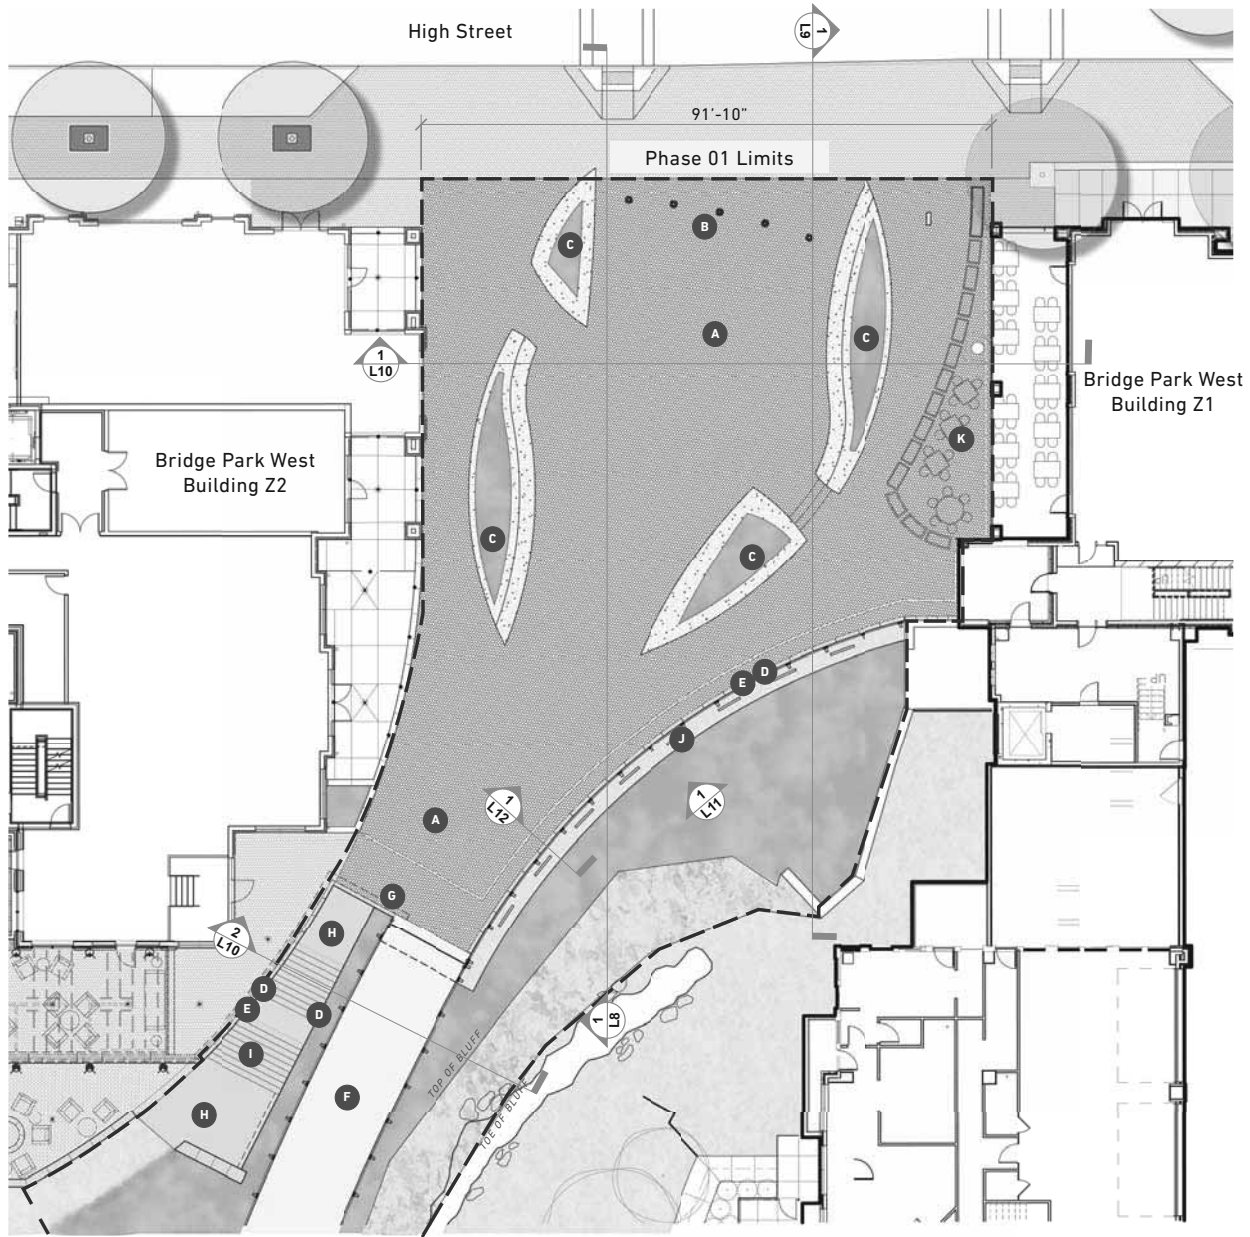 High Street
1
L9
91'-10"
Phase 01 Limits
C
B
A
C
1
L10
Bridge Park West
Building Z1
K
Bridge Park West
Building Z2
C
C
D
E
J
1
L12
1
L11
A
G
H
2
L10
D
E
D
I
1
L8
TOP OF BLUFF
F
H
TOE OF BLUFF